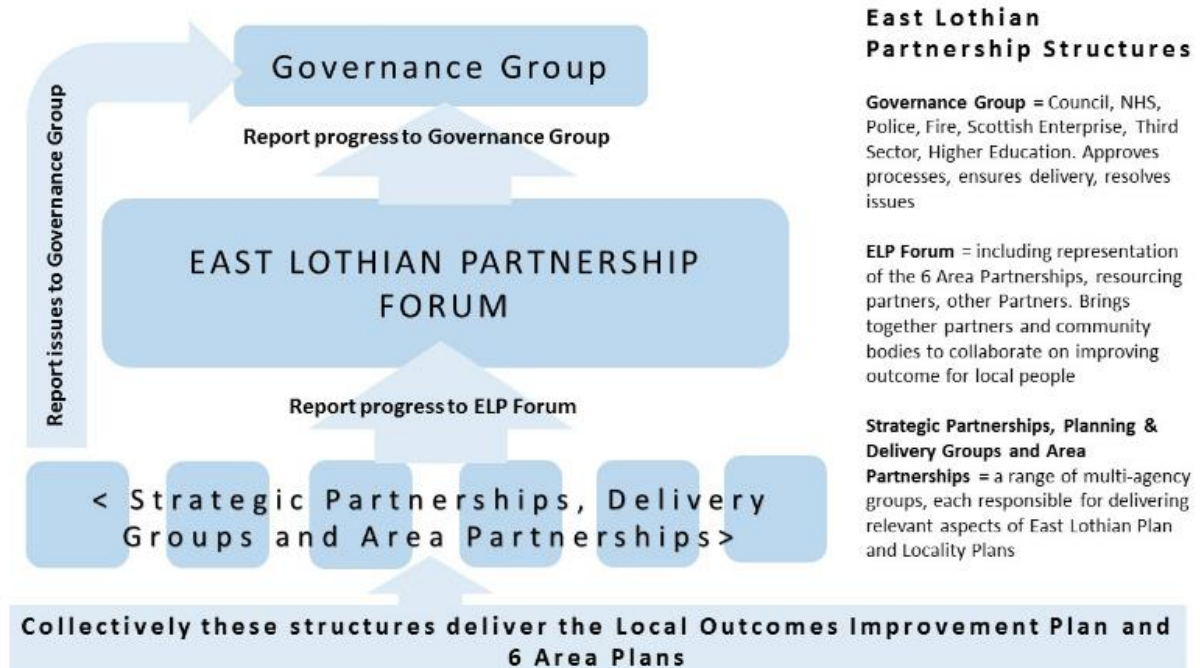 Governance Group
Report progress to Governance Group
Report issues to Governance Group
EAST LOTHIAN PARTNERSHIP
FORUM
Report progress to ELP Forum
< Strategic Partnerships, Delivery
Groups and Area Partnerships>
Collectively these structures deliver the Local Outcomes Improvement Plan and
6 Area Plans
East Lothian
Partnership Structures
Governance Group = Council, NHS,
Police, Fire, Scottish Enterprise, Third
Sector, Higher Education. Approves
processes, ensures delivery, resolves
issues
ELP Forum = including representation
of the 6 Area Partnerships, resourcing
partners, other Partners. Brings
together partners and community
bodies to collaborate on improving
outcome for local people
Strategic Partnerships, Planning &
Delivery Groups and Area
Partnerships = a range of multi-agency
groups, each responsible for delivering
relevant aspects of East Lothian Plan
and Locality Plans